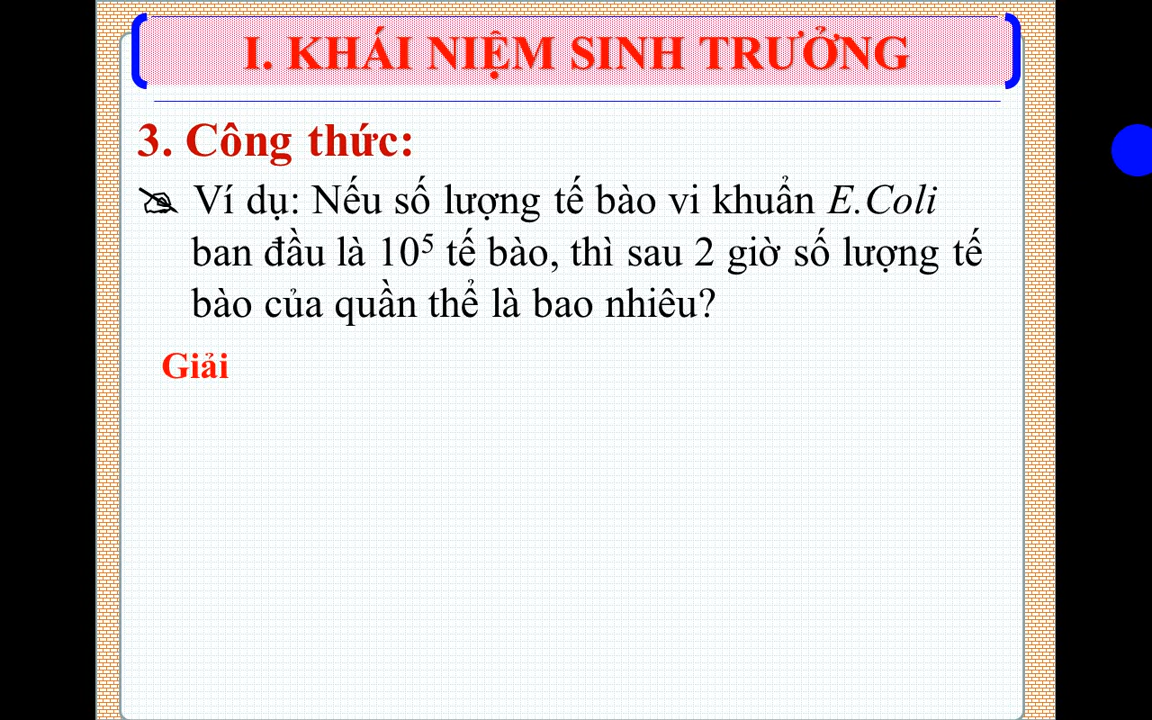 I. KHÁI NIỆM SINH TRƯỞNG
3. Công thức:
Ví dụ: Nếu số lượng tế bào vi khuẩn E.Coli
ban đầu là 10⁵ tế bào, thì sau 2 giờ số lượng tế
bào của quần thể là bao nhiêu?
Giải